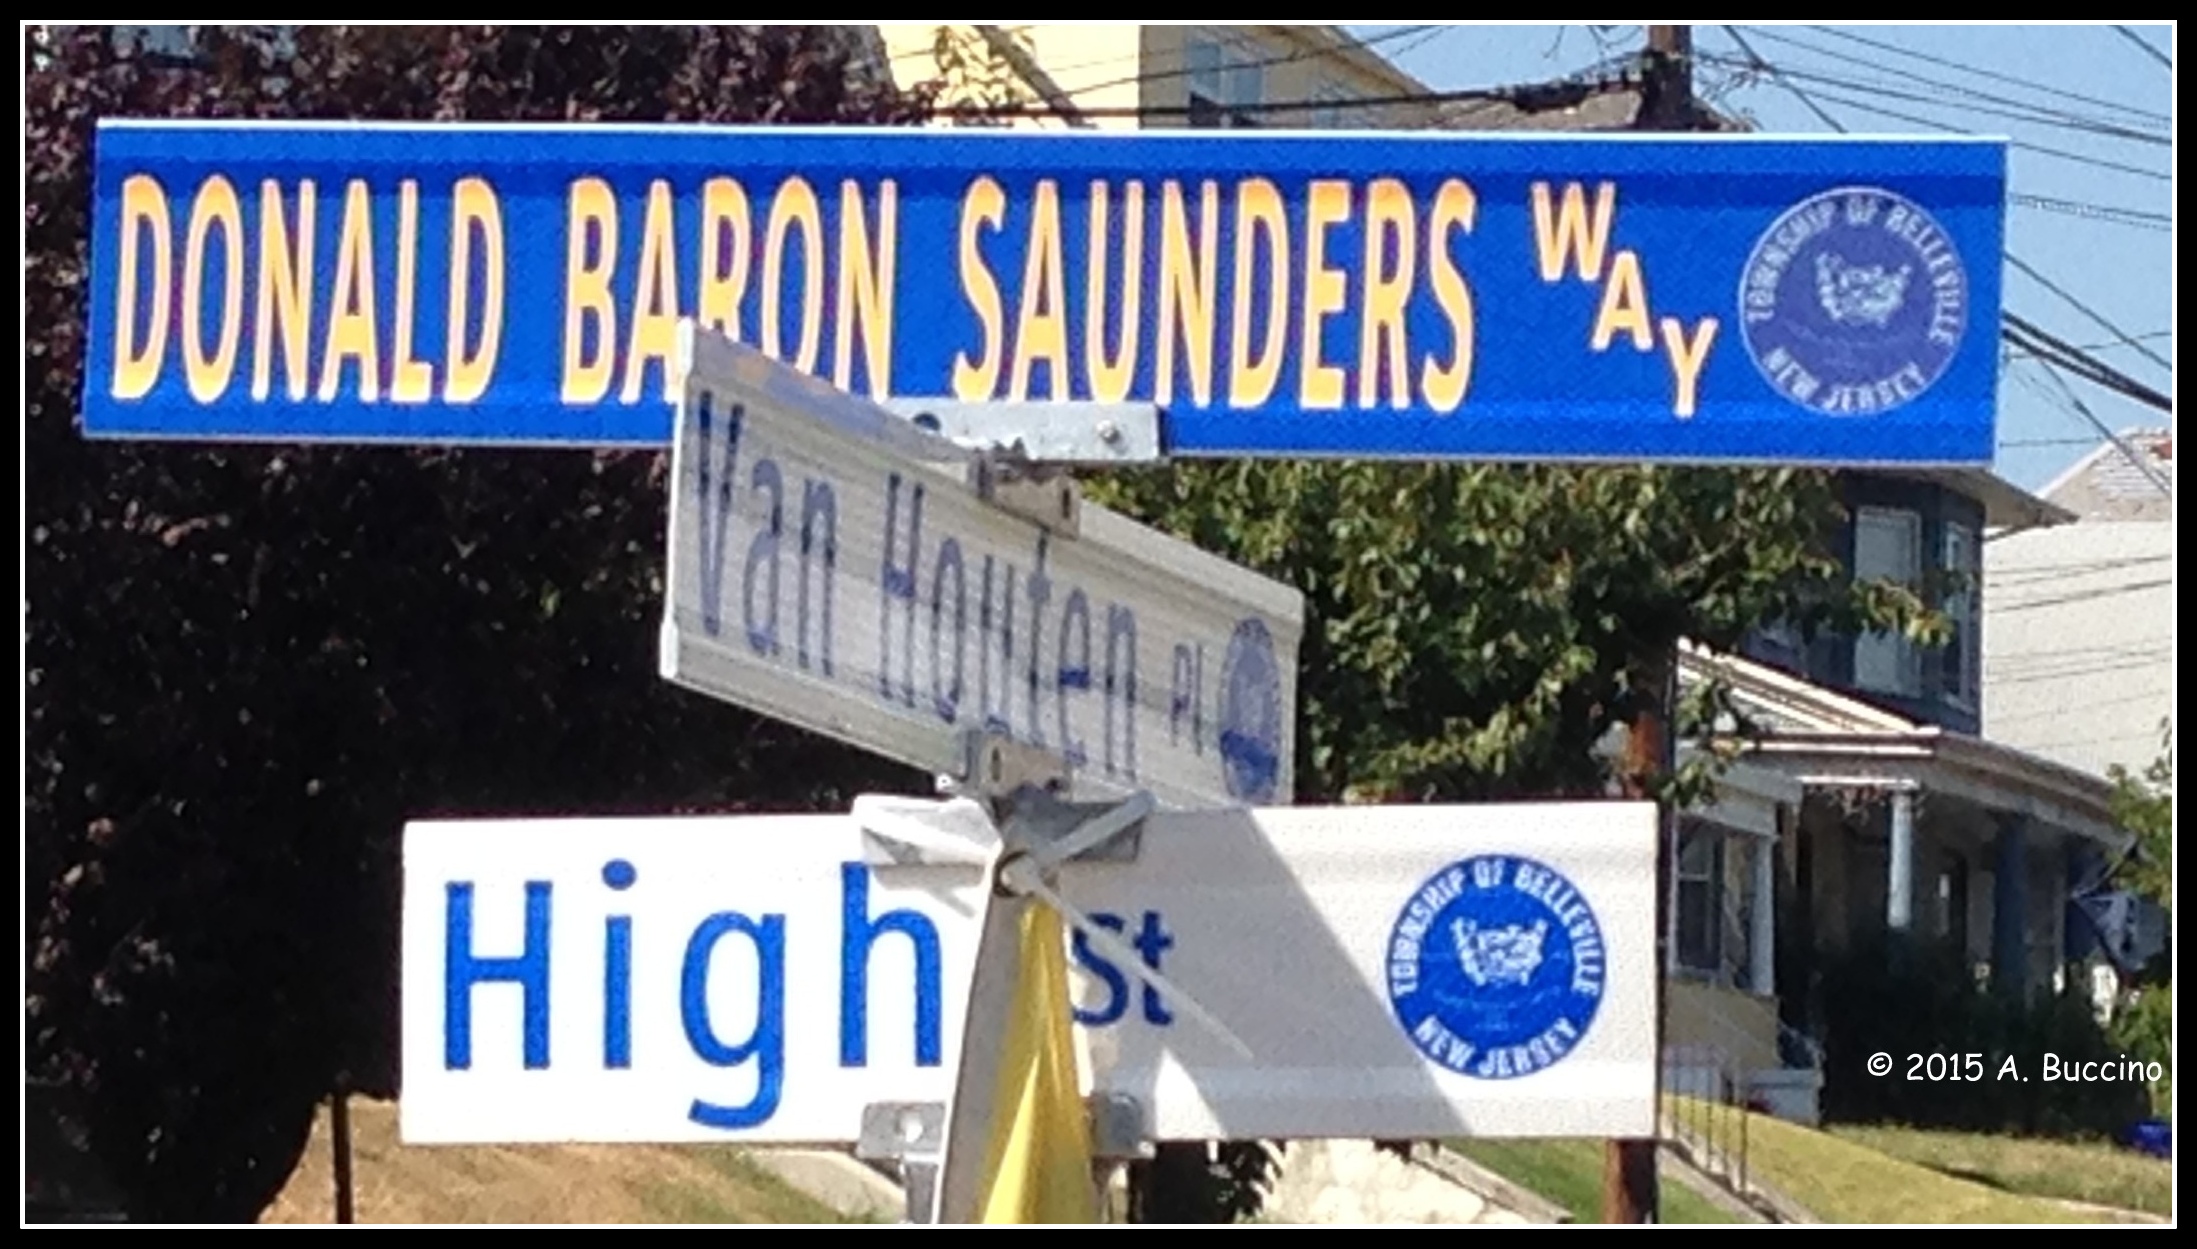 DONALD BARON SAUNDERS WAY
TOWNSHIP OF BELLEVILLE
NEW JERSEY
Van Houten Pl
High St
TOWNSHIP OF BELLEVILLE
NEW JERSEY
© 2015 A. Buccino